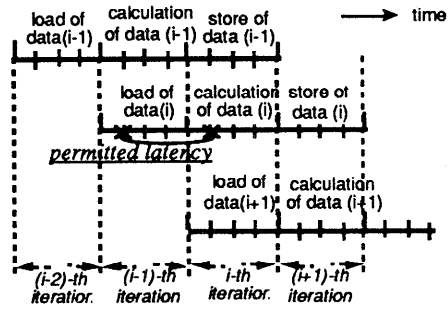 time
load of
data(i-1)
calculation
of data (i-1)
store of
data (i-1)
load of
data(i)
calculation
of data (i)
store of
data (i)
permitted latency
load of
data(i+1)
calculation
of data (i+1)
(i-2)-th
iteration.
(i-1)-th
iteration
i-th
iteration.
(i+1)-th
iteration